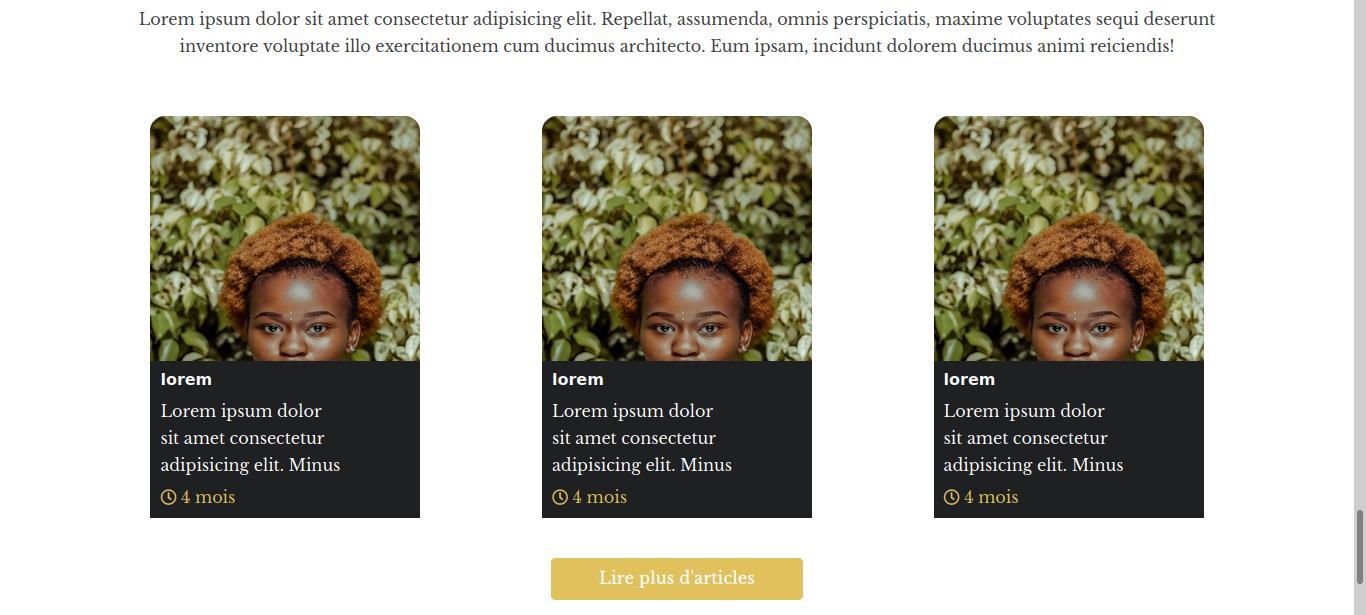 Lorem ipsum dolor sit amet consectetur adipisicing elit. Repellat, assumenda, omnis perspiciatis, maxime voluptates sequi deserunt
inventore voluptate illo exercitationem cum ducimus architecto. Eum ipsam, incidunt dolorem ducimus animi reiciendis!
lorem
Lorem ipsum dolor
sit amet consectetur
adipisicing elit. Minus
4 mois
lorem
Lorem ipsum dolor
sit amet consectetur
adipisicing elit. Minus
4 mois
lorem
Lorem ipsum dolor
sit amet consectetur
adipisicing elit. Minus
4 mois
Lire plus d'articles